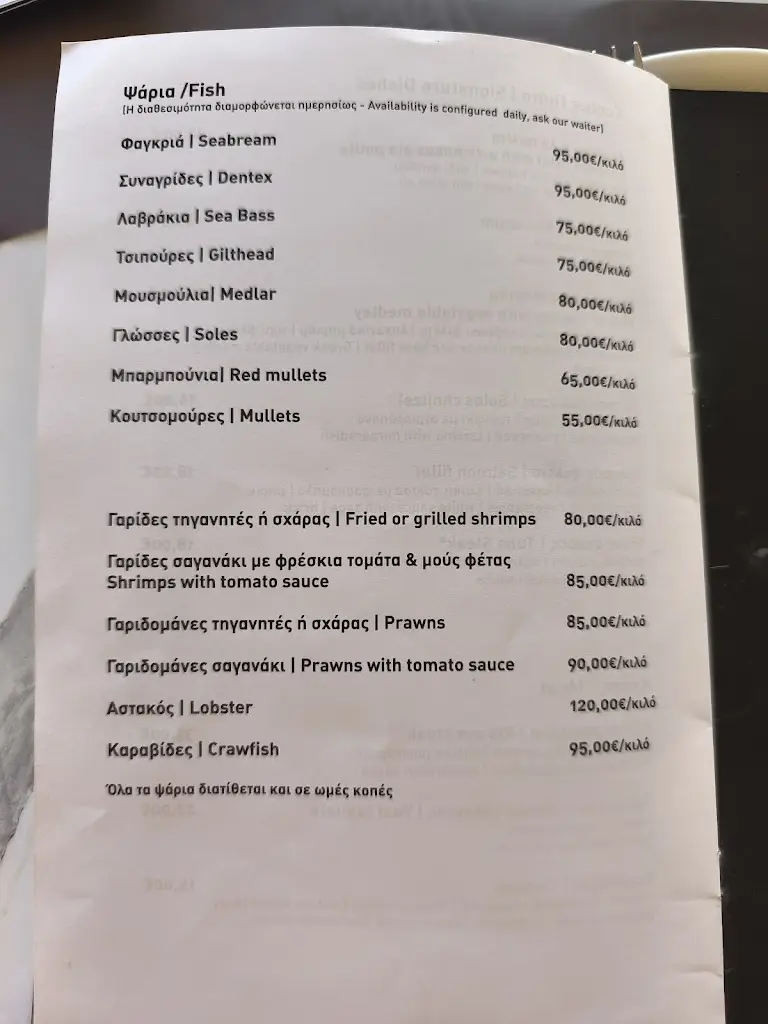 Ψάρια /Fish
(Η διαθεσιμότητα διαμορφώνεται ημερησίως - Availability is configured daily, ask our waiter)
Φαγκριά | Seabream 95,00€/κιλό
Συναγρίδες | Dentex 95,00€/κιλό
Λαβράκια | Sea Bass 75,00€/κιλό
Τσιπούρες | Gilthead 75,00€/κιλό
Μουσμούλια| Medlar 80,00€/κιλό
Γλώσσες | Soles 80,00€/κιλό
Μπαρμπούνια| Red mullets 65,00€/κιλό
Κουτσομούρες | Mullets 55,00€/κιλό
Γαρίδες τηγανητές ή σχάρας | Fried or grilled shrimps 80,00€/κιλό
Γαρίδες σαγανάκι με φρέσκια τομάτα & μούς φέτας
Shrimps with tomato sauce 85,00€/κιλό
Γαριδομάνες τηγανητές ή σχάρας | Prawns 85,00€/κιλό
Γαριδομάνες σαγανάκι | Prawns with tomato sauce 90,00€/κιλό
Αστακός | Lobster 120,00€/κιλό
Καραβίδες | Crawfish 95,00€/κιλό
Όλα τα ψάρια διατίθεται και σε ωμές κοπές